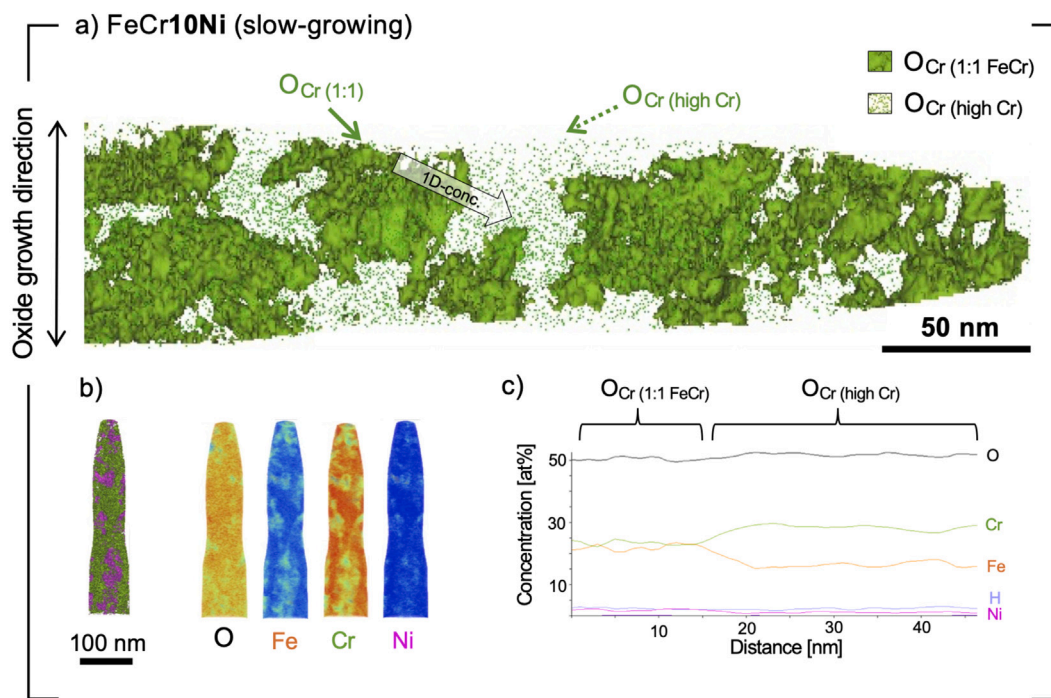 a) FeCr10Ni (slow-growing)
OCr (1:1 FeCr)
OCr (high Cr)
OCr (1:1)
OCr (high Cr)
1D-conc.
Oxide growth direction
50 nm
b)
100 nm
O
Fe
Cr
Ni
c)
OCr (1:1 FeCr)
OCr (high Cr)
Concentration [at%]
50
30
10
O
Cr
Fe
H
Ni
10
20
30
40
Distance [nm]